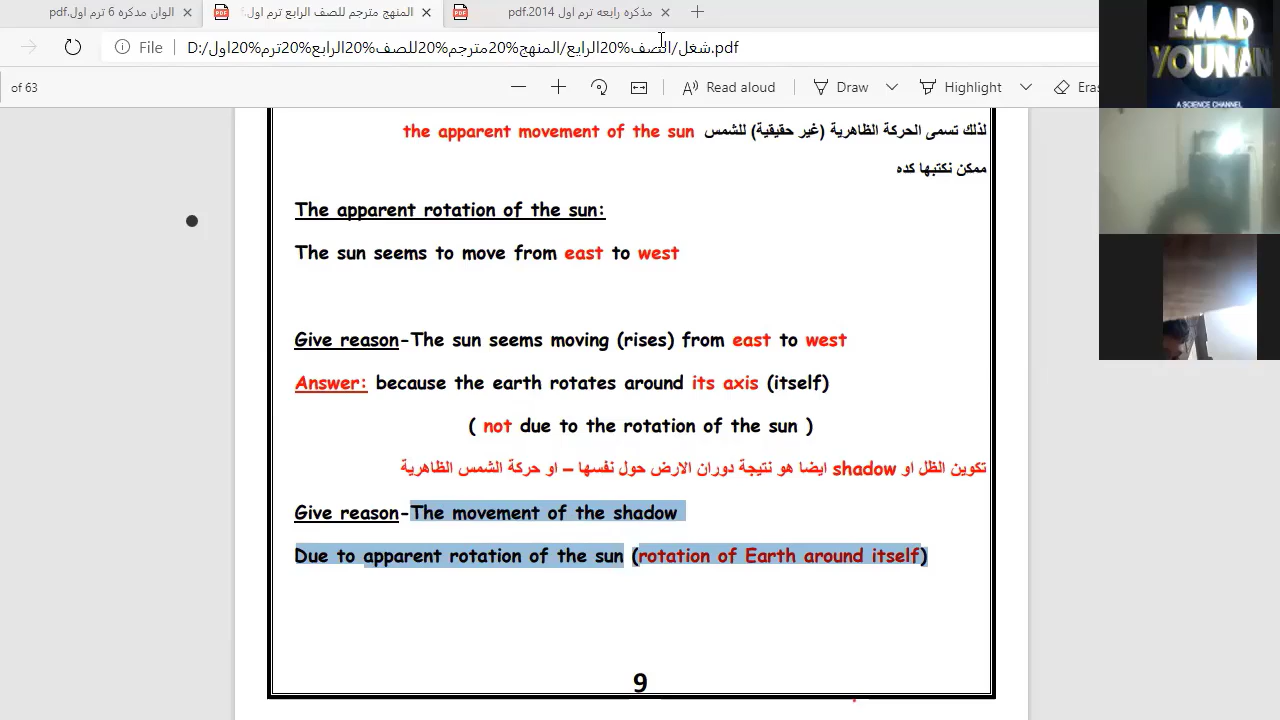 الوان مدكره 6 ترم اول.pdf
المنهج مترجم للصف الرابع ترم اول.
مذكره رابعه ترم اول 2014.pdf
File D:/شغل/الصف%20الرابع/المنهج%20مترجم%20للصف%20الرابع%20ترم%20اول.pdf
of 63
Read aloud
Draw
Highlight
Eras
EMAD
YOUNAN
A SCIENCE CHANNEL
لذلك تسمى الحركة الظاهرية (غير حقيقية) للشمس the apparent movement of the sun
ممكن نكتبها كده
The apparent rotation of the sun:
The sun seems to move from east to west
Give reason-The sun seems moving (rises) from east to west
Answer: because the earth rotates around its axis (itself)
( not due to the rotation of the sun )
تكوين الظل او shadow ايضا هو نتيجة دوران الارض حول نفسها – او حركة الشمس الظاهرية
Give reason-The movement of the shadow
Due to apparent rotation of the sun (rotation of Earth around itself)
9